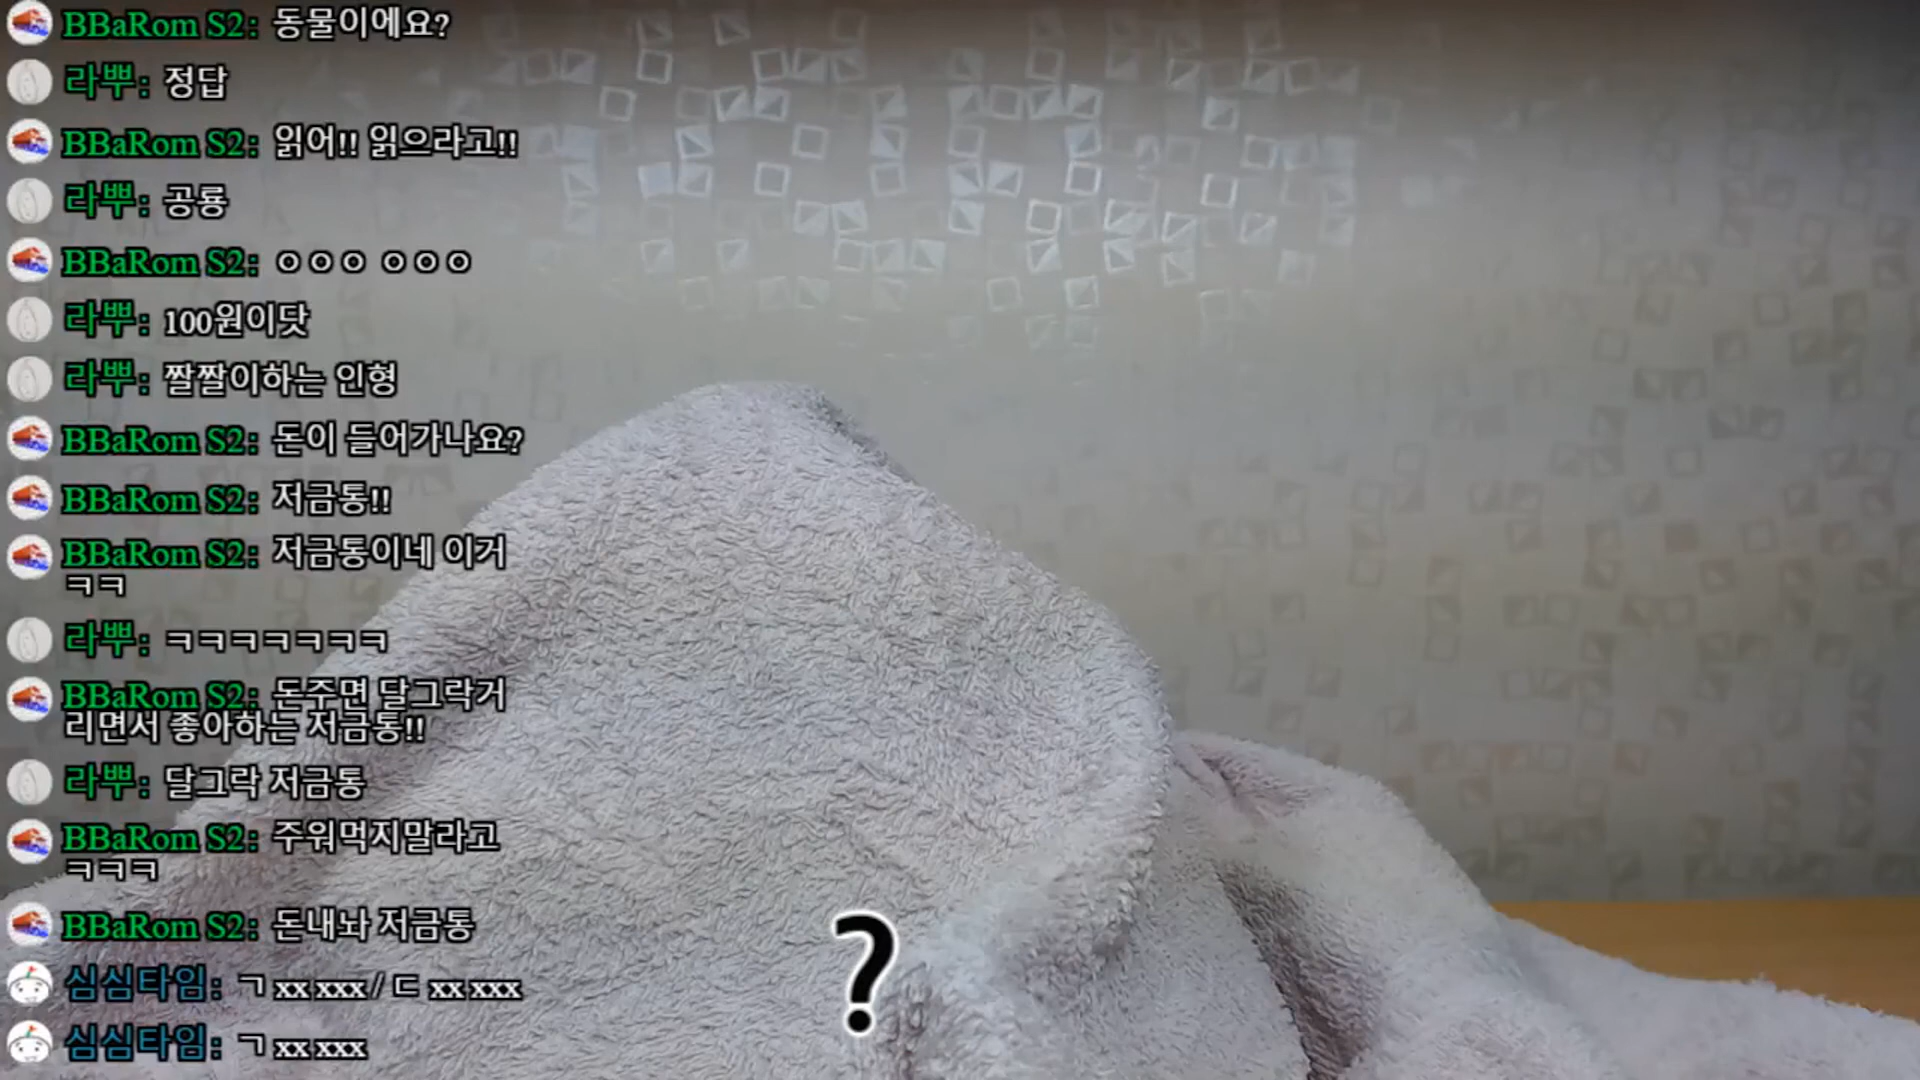 BBaRom S2: 동물이에요?
라뿌: 정답
BBaRom S2: 읽어!! 읽으라고!!
라뿌: 공룡
BBaRom S2: ㅇㅇㅇ ㅇㅇㅇ
라뿌: 100원이닷
라뿌: 짤짤이하는 인형
BBaRom S2: 돈이 들어가나요?
BBaRom S2: 저금통!!
BBaRom S2: 저금통이네 이거
ㅋㅋ
라뿌: ㅋㅋㅋㅋㅋㅋㅋ
BBaRom S2: 돈주면 달그락거
리면서 좋아하는 저금통!!
라뿌: 달그락 저금통
BBaRom S2: 주워먹지말라고
ㅋㅋㅋ
BBaRom S2: 돈내놔 저금통
심심타임: ㄱ xx xxx / ㄷ xx xxx
심심타임: ㄱ xx xxx
?